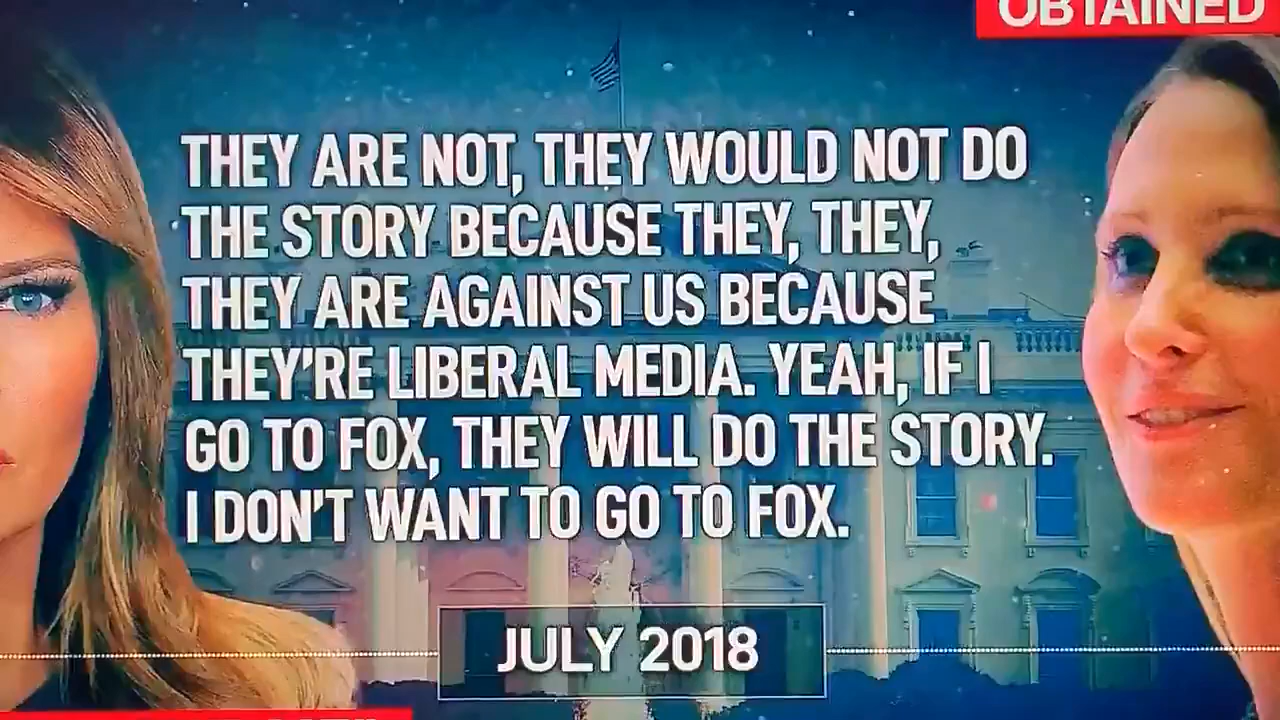 OBTAINED
THEY ARE NOT, THEY WOULD NOT DO
THE STORY BECAUSE THEY, THEY,
THEY ARE AGAINST US BECAUSE
THEY'RE LIBERAL MEDIA. YEAH, IF I
GO TO FOX, THEY WILL DO THE STORY.
I DON'T WANT TO GO TO FOX.
JULY 2018